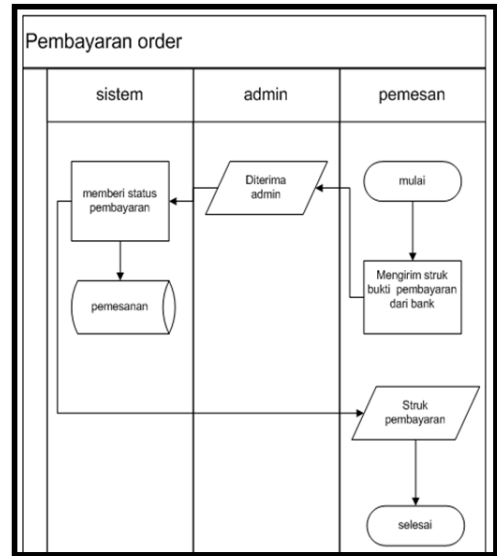 Pembayaran order
sistem
admin
pemesan
memberi status
pembayaran
Diterima
admin
mulai
Mengirim struk
bukti pembayaran
dari bank
pemesanan
Struk
pembayaran
selesai